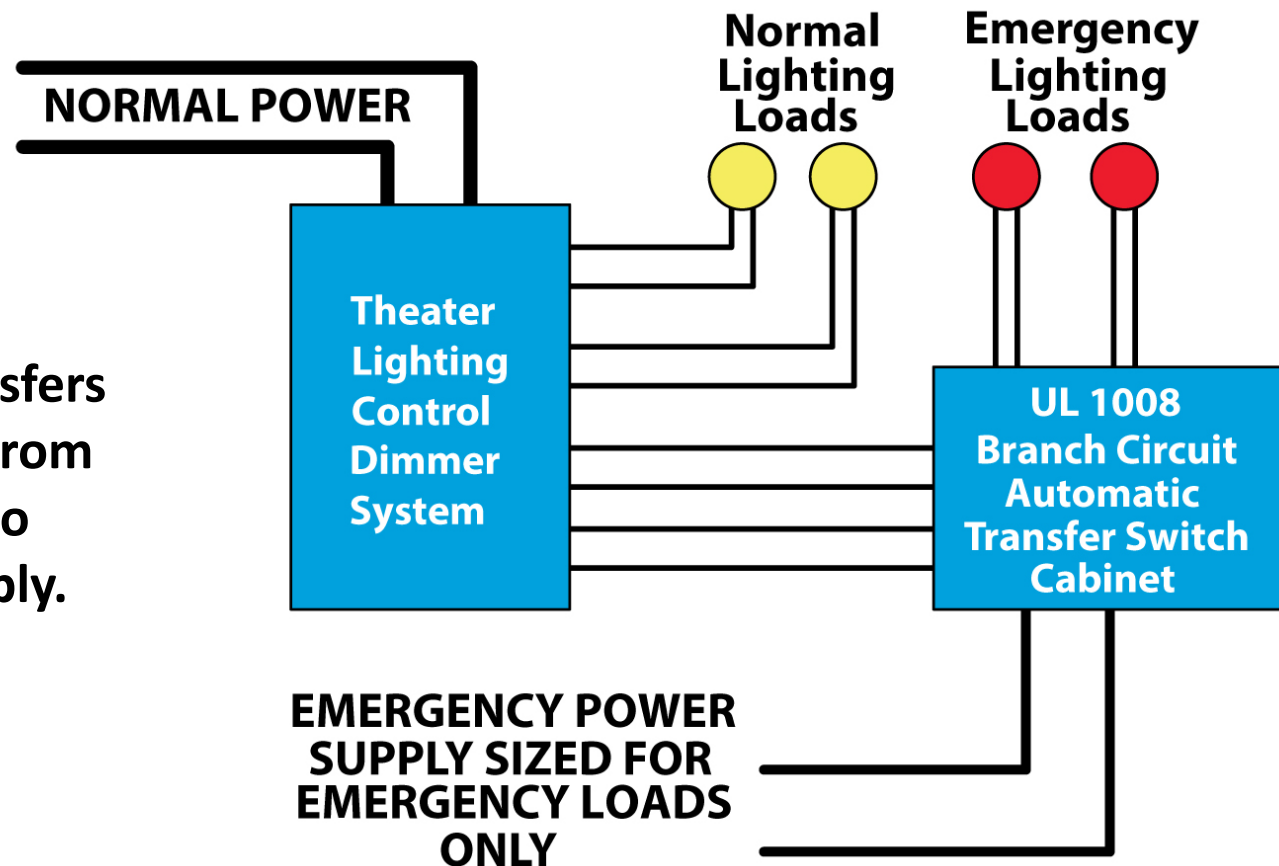 Normal
Lighting
Loads
Emergency
Lighting
Loads
NORMAL POWER
Theater
Lighting
Control
Dimmer
System
UL 1008
Branch Circuit
Automatic
Transfer Switch
Cabinet
EMERGENCY POWER
SUPPLY SIZED FOR
EMERGENCY LOADS
ONLY